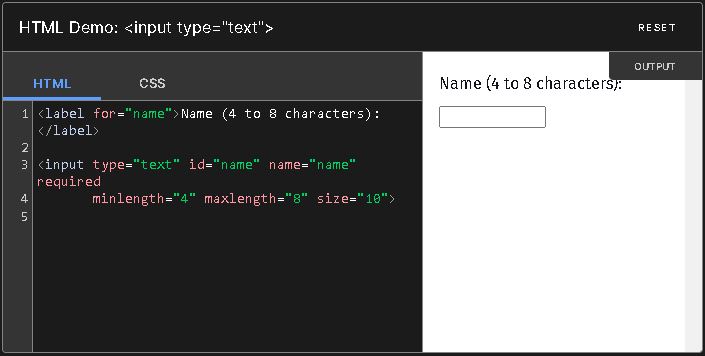 HTML Demo: <input type="text">
RESET
HTML
CSS
1 <label for="name">Name (4 to 8 characters):
</label>
2
3 <input type="text" id="name" name="name"
required
4 minlength="4" maxlength="8" size="10">
5
OUTPUT
Name (4 to 8 characters):